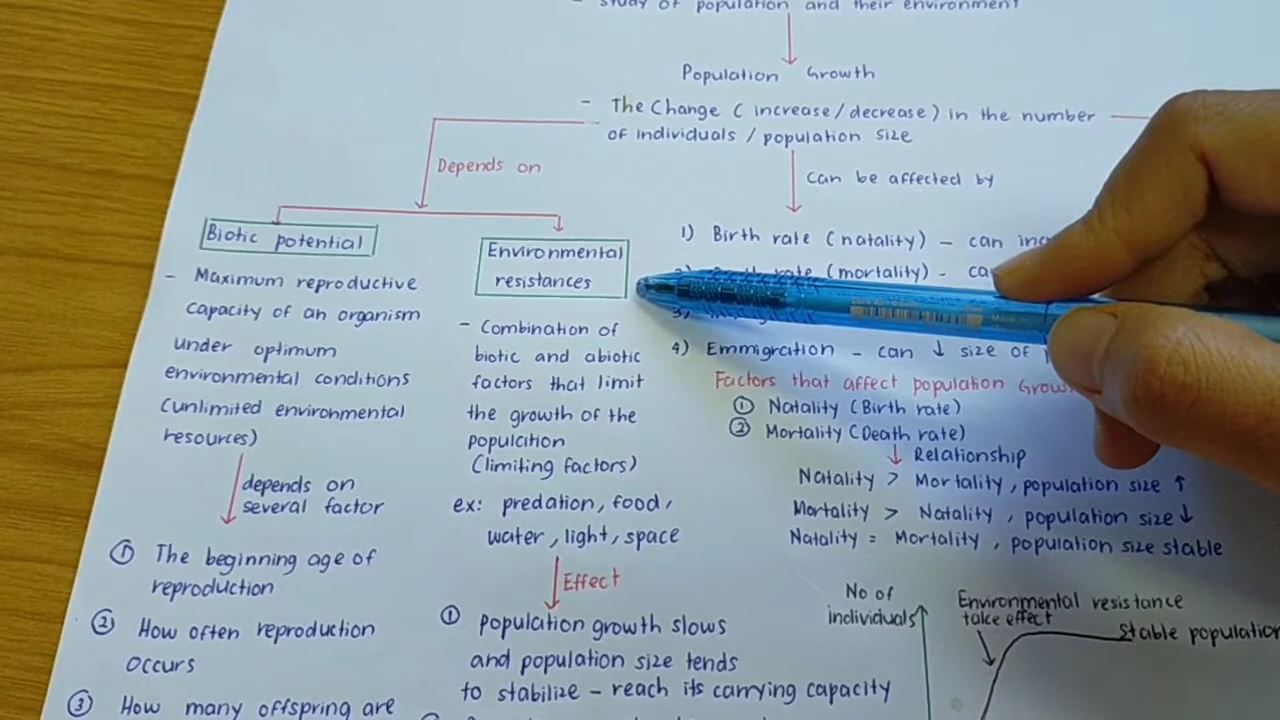 - study of population and their environment
Population Growth
- The Change ( increase/decrease) in the number
of individuals / population size
Depends on
can be affected by
Biotic potential
- Maximum reproductive
capacity of an organism
under optimum
environmental conditions
(unlimited environmental
resources)
depends on
several factor
① The beginning age of
reproduction
② How often reproduction
occurs
③ How many offspring are
Environmental
resistances
- Combination of
biotic and abiotic
factors that limit
the growth of the
population
(limiting factors)
ex: predation, food,
water, light, space
Effect
① population growth slows
and population size tends
to stabilize - reach its carrying capacity
1) Birth rate (natality) - can
rate (mortality) -
3)
4) Emmigration - can ↓ size of
Factors that affect population
① Natality (Birth rate)
② Mortality (Death rate)
Relationship
Natality > Mortality, population size ↑
Mortality > Natality, population size ↓
Natality = Mortality, population size stable
No of
individuals
Environmental resistance
take effect
Stable population